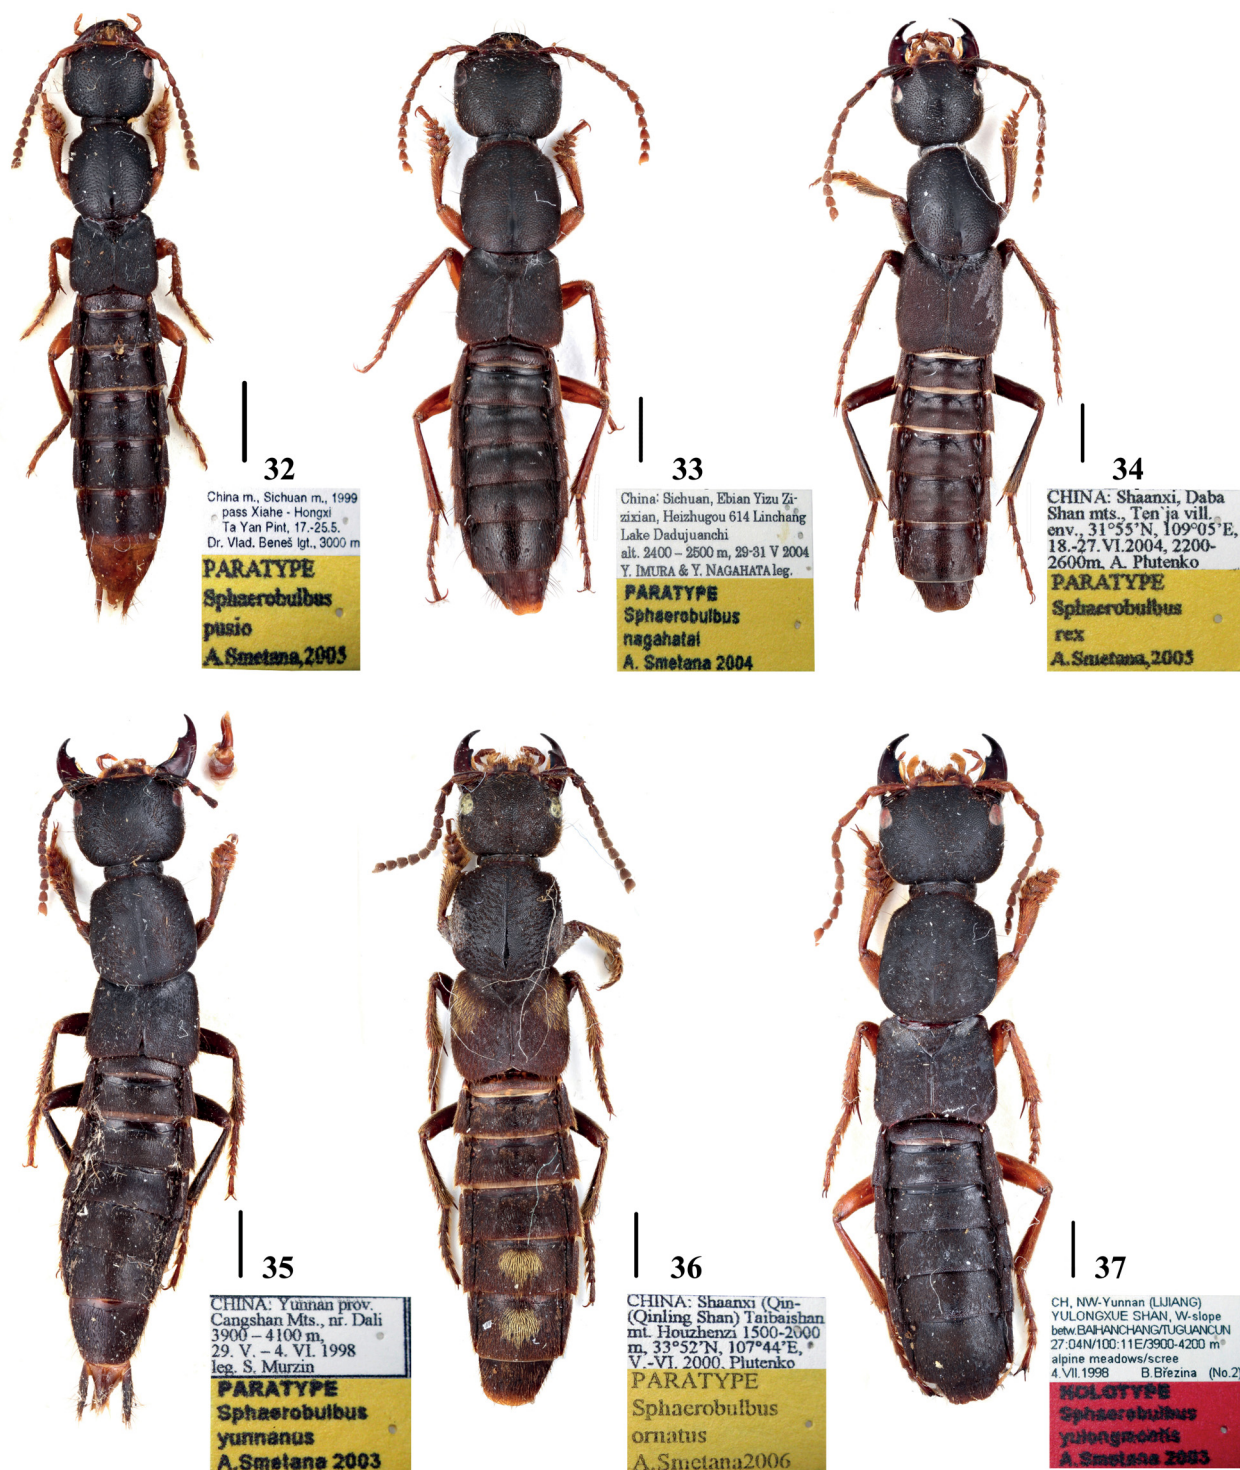 32
China m., Sichuan m., 1999
pass Xiahe - Hongxi
Ta Yan Pint, 17.-25.5.
Dr. Vlad. Beneš lgt., 3000 m
PARATYPE
Sphaerobulbus
pusio
A.Smetana,2005
33
China: Sichuan, Ebian Yizu Zi-
zixian, Heizhugou 614 Linchang
Lake Dadujuanchi
alt. 2400 – 2500 m, 29-31 V 2004
Y. IMURA & Y. NAGAHATA leg.
PARATYPE
Sphaerobulbus
nagahatai
A. Smetana 2004
34
CHINA: Shaanxi, Daba
Shan mts., Ten'ja vill.
env., 31°55'N, 109°05'E,
18.-27.VI.2004, 2200-
2600m, A. Plutenko
PARATYPE
Sphaerobulbus
rex
A.Smetana,2005
35
CHINA: Yunnan prov.
Cangshan Mts., nr. Dali
3900 – 4100 m,
29. V. – 4. VI. 1998
leg. S. Murzin
PARATYPE
Sphaerobulbus
yunnanus
A.Smetana 2003
36
CHINA: Shaanxi (Qin-
(Qinling Shan) Taibaishan
mt. Houzhenzi 1500-2000
m, 33°52'N, 107°44'E,
V.-VI. 2000, Plutenko
PARATYPE
Sphaerobulbus
ornatus
A.Smetana2006
37
CH, NW-Yunnan (LIJIANG)
YULONGXUE SHAN, W-slope
betw.BAIHANCHANG/TUGUANCUN
27:04N/100:11E/3900-4200 m
alpine meadows/scree
4.VII.1998 B.Březina (No.2)
HOLOTYPE
Sphaerobulbus
yulongmontis
A.Smetana 2003